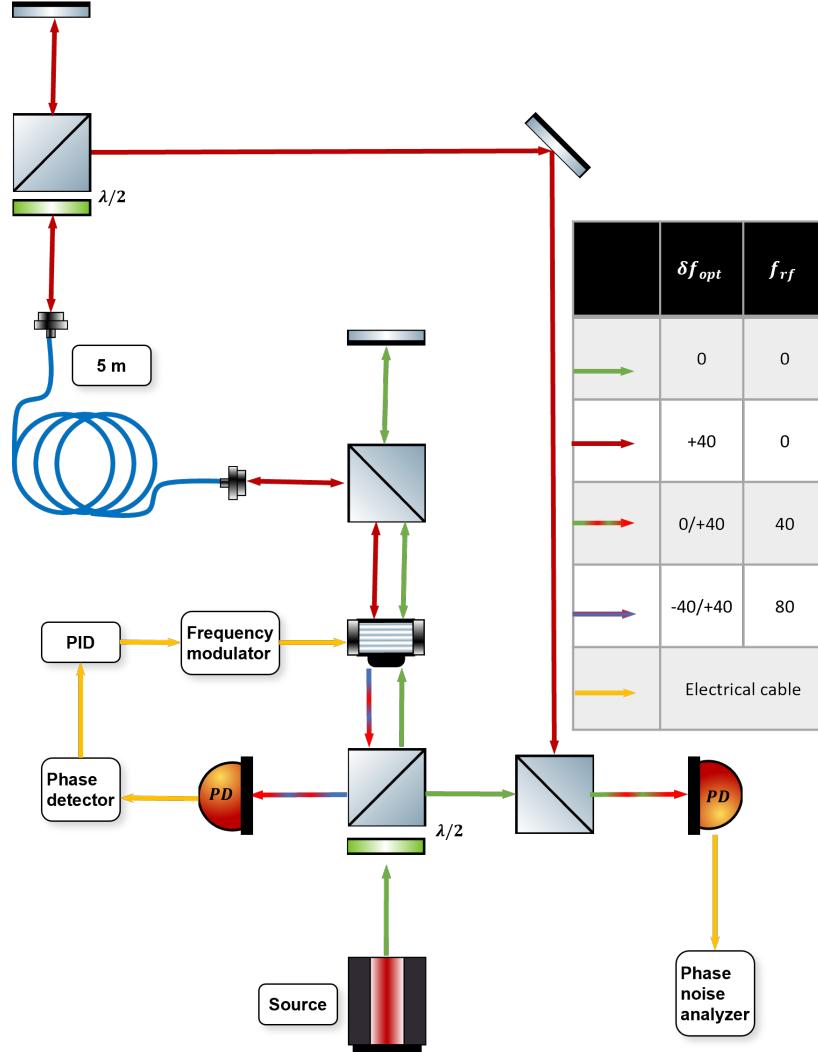 λ/2
5 m
δf_opt
f_rf
0
0
+40
0
0/+40
40
-40/+40
80
Electrical cable
PID
Frequency
modulator
Phase
detector
PD
λ/2
PD
Source
Phase
noise
analyzer